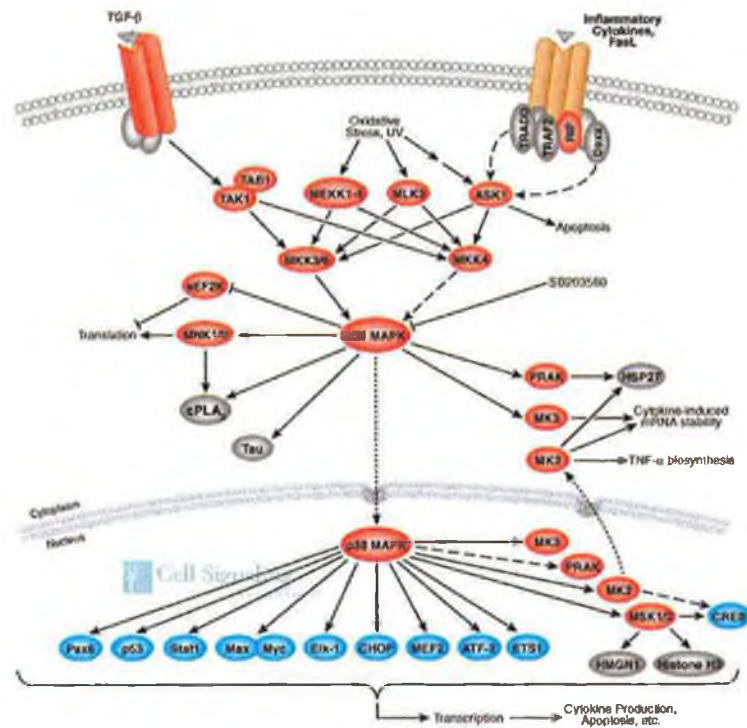 TGF-β
Inflammatory
Cytokines,
FasL
TRADD
TRAF2
RIP
Daxx
Oxidative
Stress, UV
TAB1
TAK1
MEKK1-4
MLK3
ASK1
Apoptosis
MKK3/6
MKK4
eEF2K
SB203580
Translation
MNK1/2
MAPK
PRAK
HSP27
cPLA₂
MK3
Cytokine-induced
mRNA stability
Tau
MK2
TNF-α biosynthesis
Cytoplasm
Nucleus
p38 MAPK
MK3
PRAK
Cell Signaling
MK2
MSK1/2
CREB
Pax6
p53
Stat1
Max
Myc
Elk-1
CHOP
MEF2
ATF-2
ETS1
HMGN1
Histone H3
Transcription
Cytokine Production,
Apoptosis, etc.